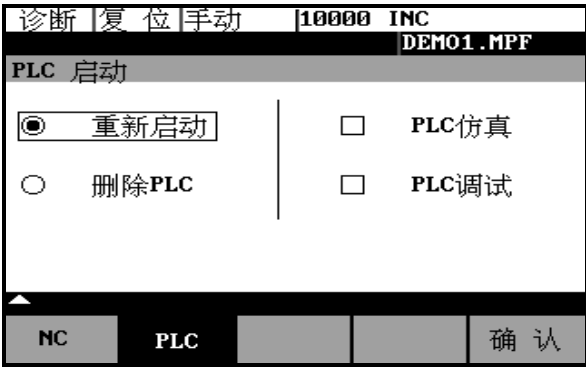 诊断 复 位 手动 10000 INC
DEMO1.MPF
PLC 启动
重新启动 PLC仿真
删除PLC PLC调试
NC PLC 确 认